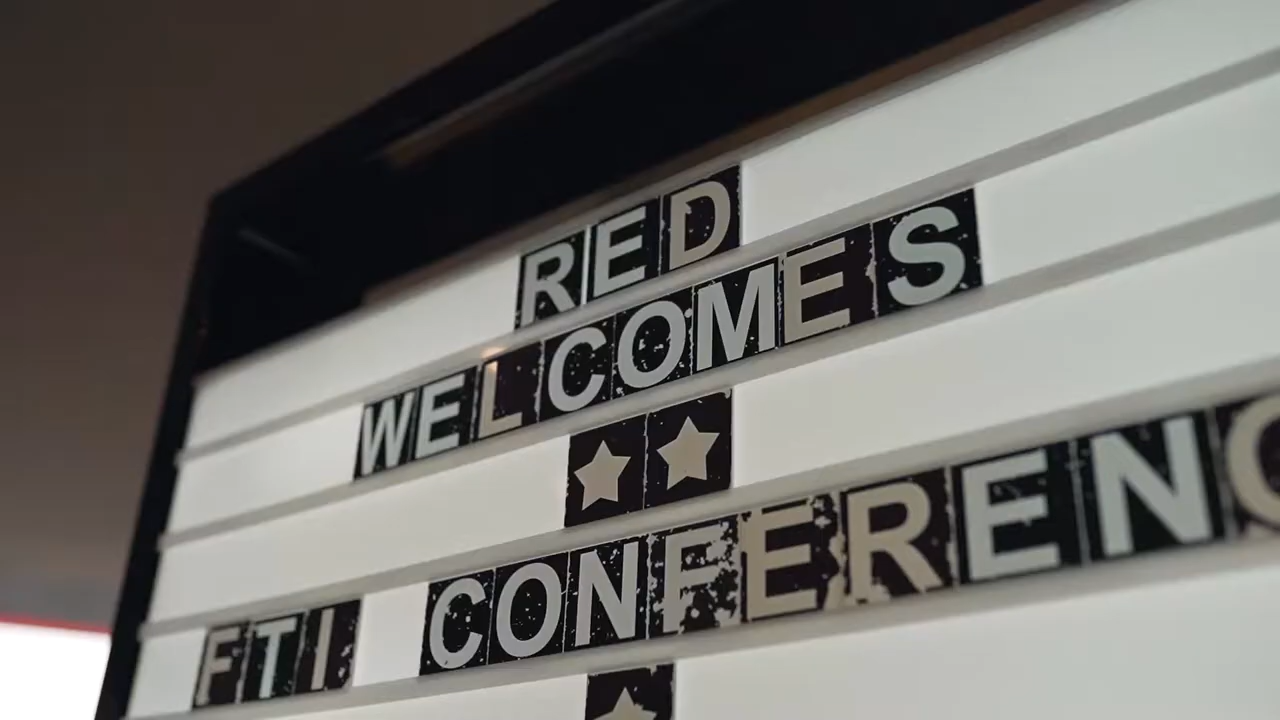 RED
WELCOMES
★★
FTI CONFERENC
★